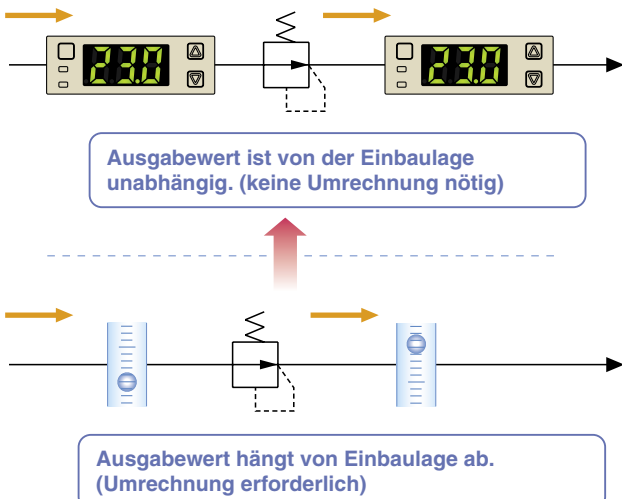 23.0 23.0
Ausgabewert ist von der Einbaulage
unabhängig. (keine Umrechnung nötig)
Ausgabewert hängt von Einbaulage ab.
(Umrechnung erforderlich)